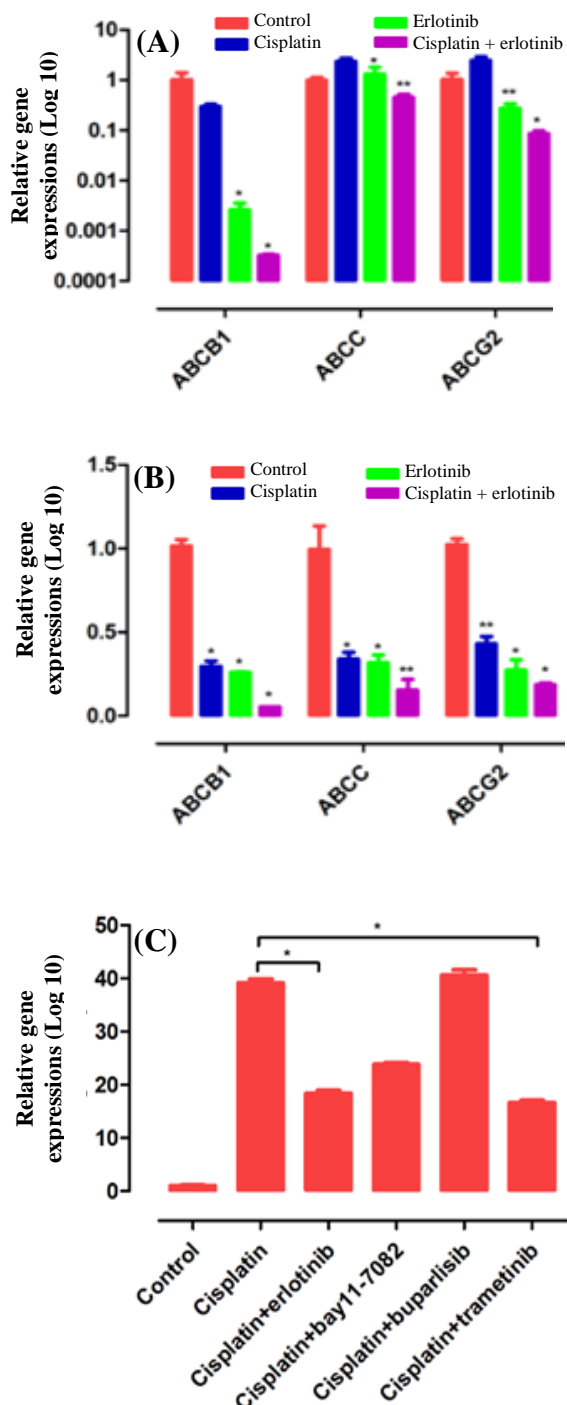 (A)
Control
Erlotinib
Cisplatin
Cisplatin + erlotinib
Relative gene
expressions (Log 10)
10
1
0.1
0.01
0.001
0.0001
*
*
*
**
**
*
ABCB1
ABCC
ABCG2
(B)
Control
Erlotinib
Cisplatin
Cisplatin + erlotinib
Relative gene
expressions (Log 10)
1.5
1.0
0.5
0.0
*
*
*
*
*
**
**
*
*
ABCB1
ABCC
ABCG2
(C)
Relative gene
expressions (Log 10)
50
40
30
20
10
0
*
*
Control
Cisplatin
Cisplatin+erlotinib
Cisplatin+bay11-7082
Cisplatin+buparlisib
Cisplatin+trametinib